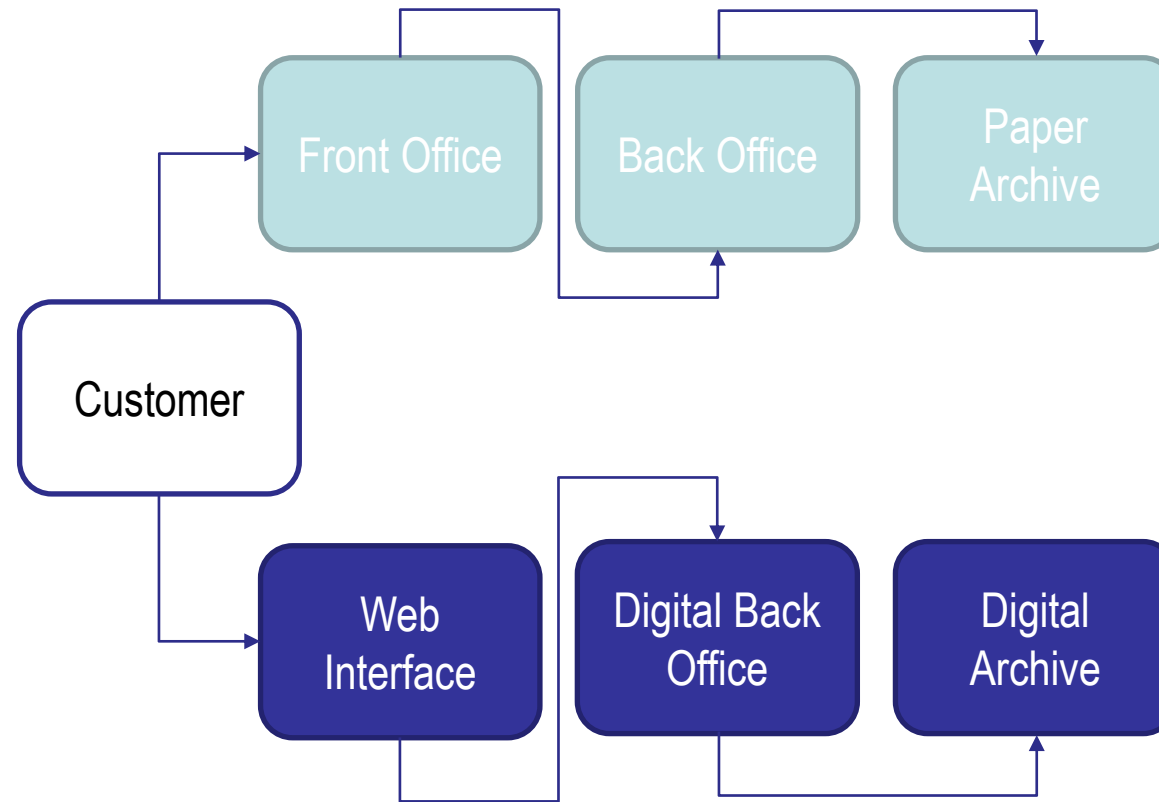 Front Office
Back Office
Paper
Archive
Customer
Web
Interface
Digital Back
Office
Digital
Archive